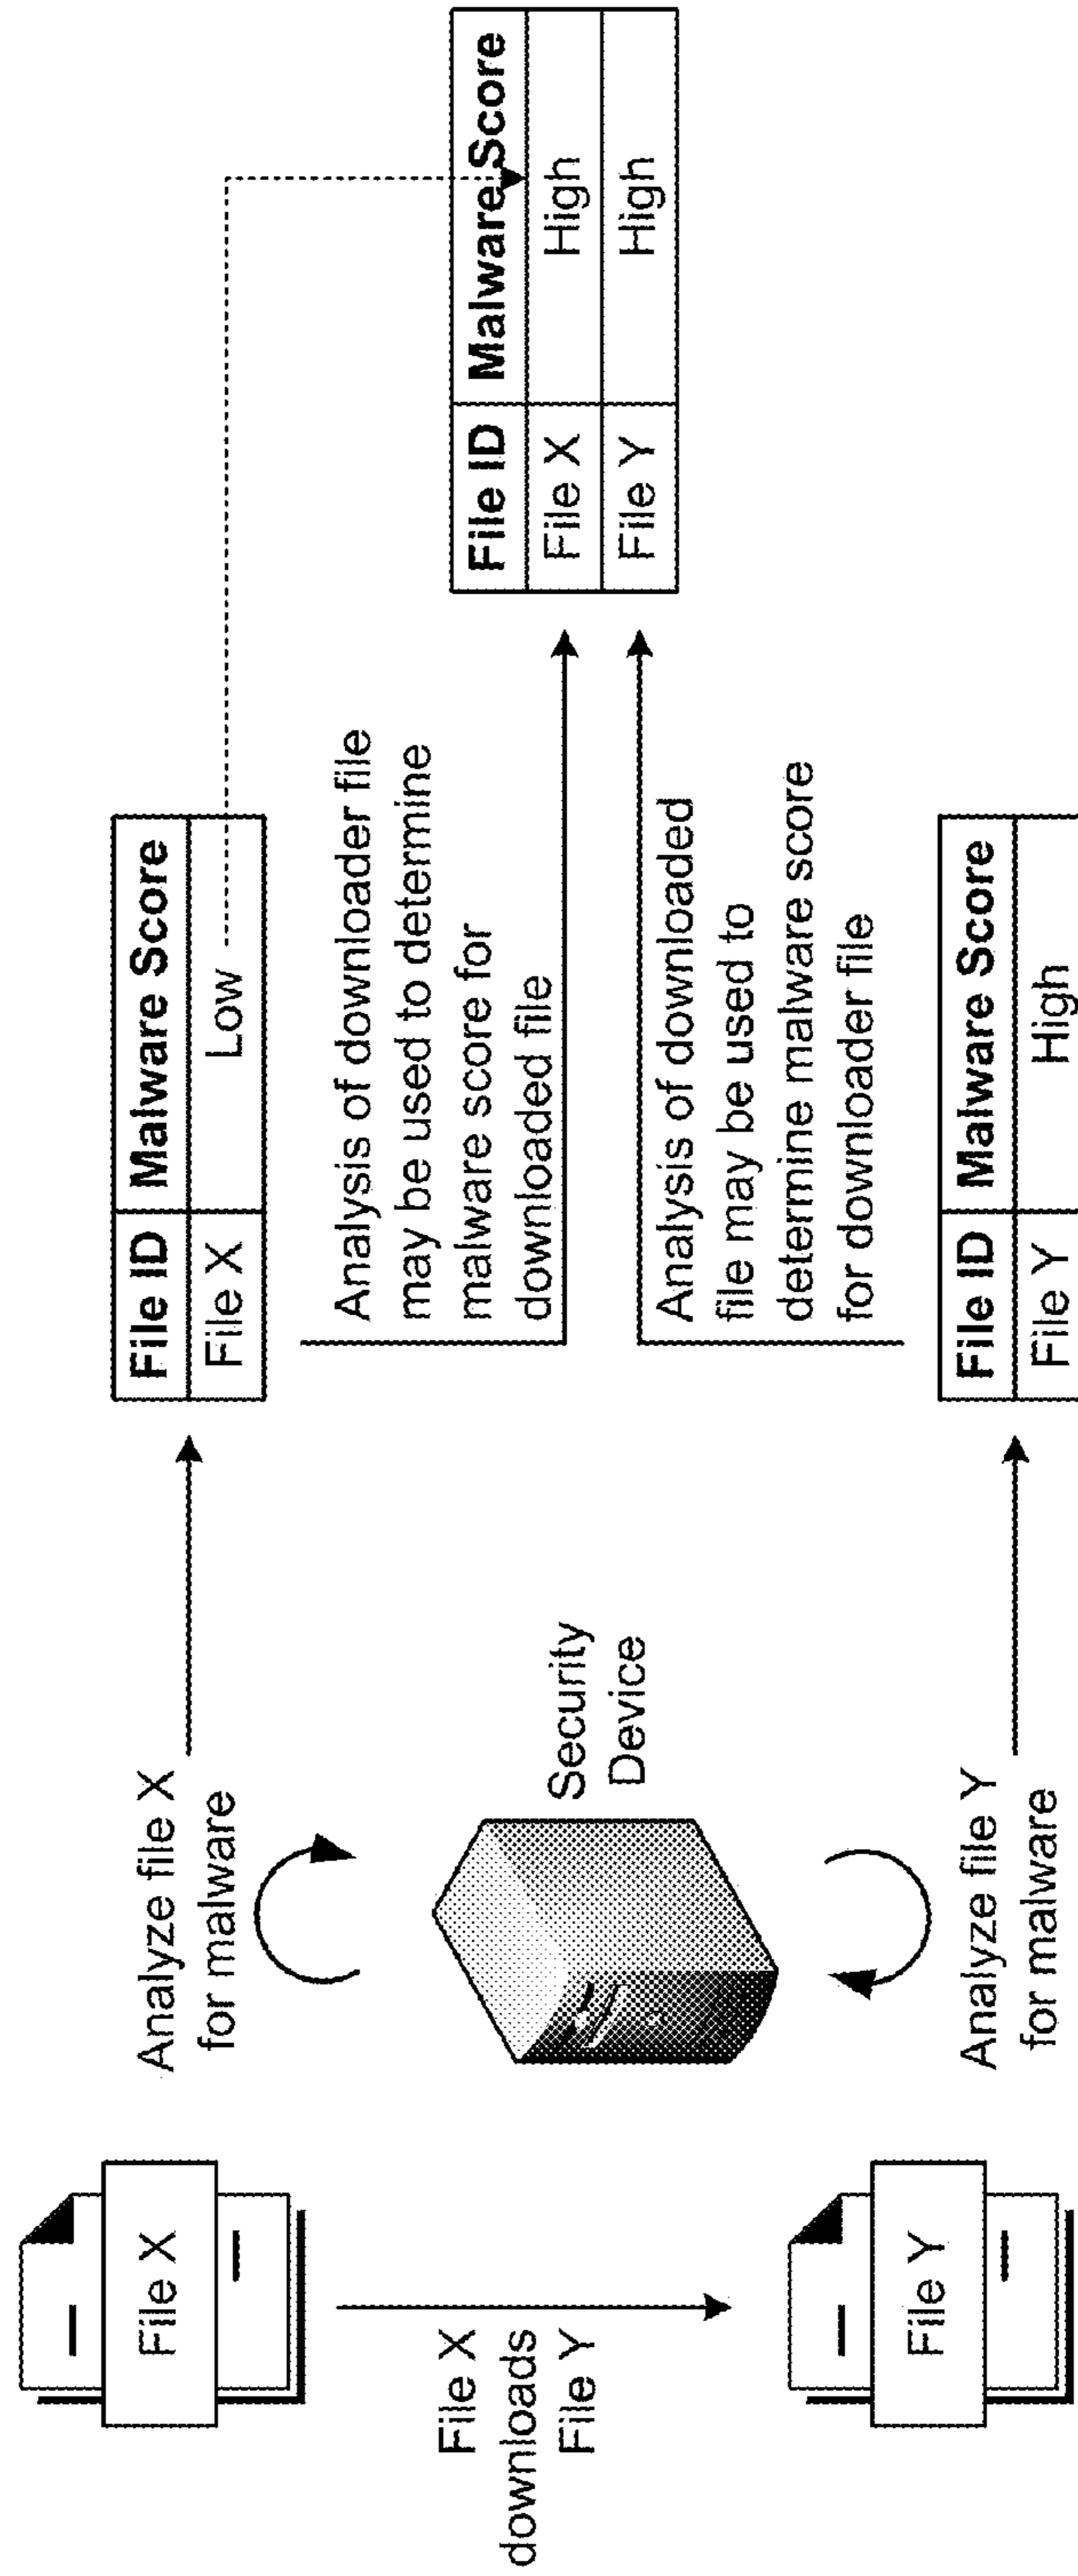 File X
File X
downloads
File Y
File Y
Analyze file X
for malware
Security
Device
Analyze file Y
for malware
File ID Malware Score
File X Low
Analysis of downloader file
may be used to determine
malware score for
downloaded file
Analysis of downloaded
file may be used to
determine malware score
for downloader file
File ID Malware Score
File Y High
File ID Malware Score
File X High
File Y High